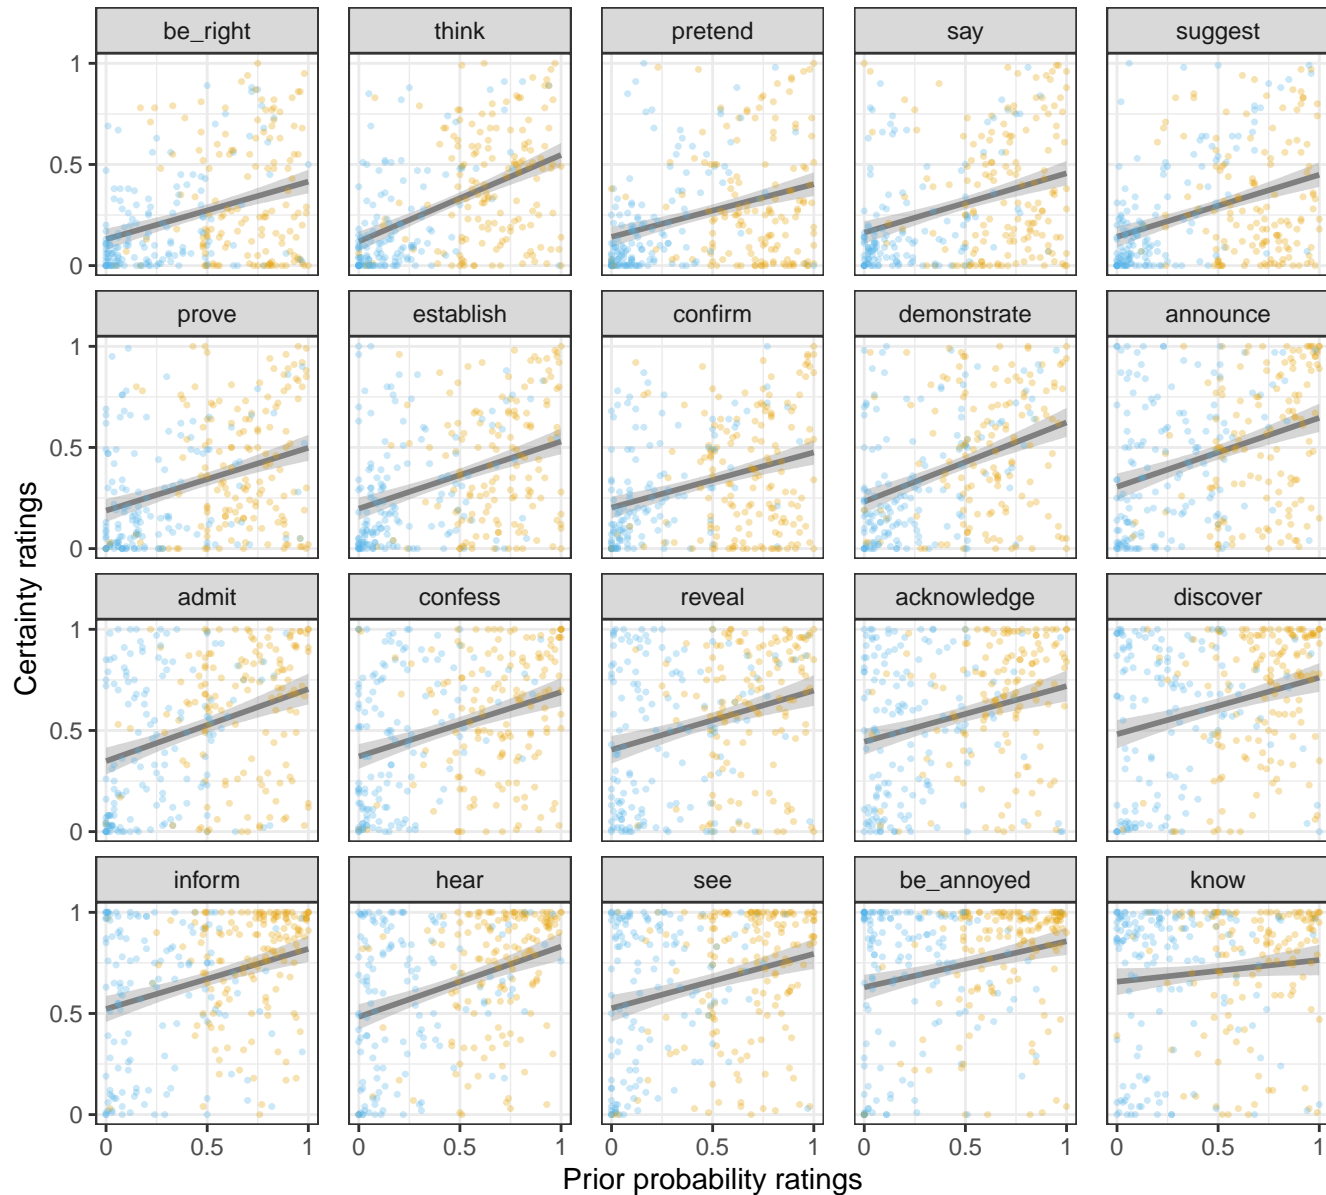 be_right think pretend say suggest
1
0.5
0
prove establish confirm demonstrate announce
1
0.5
0
Certainty ratings
admit confess reveal acknowledge discover
1
0.5
0
inform hear see be_annoyed know
1
0.5
0
0 0.5 1 0 0.5 1 0 0.5 1 0 0.5 1 0 0.5 1
Prior probability ratings